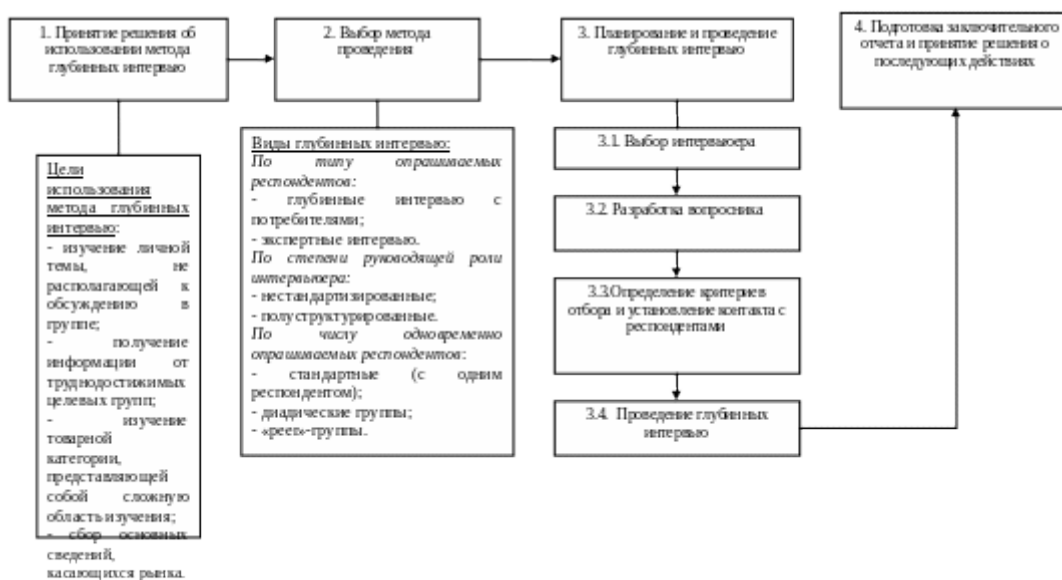 1. Принятие решения об
использовании метода
глубинных интервью
2. Выбор метода
проведения
3. Планирование и проведение
глубинных интервью
4. Подготовка заключительного
отчета и принятие решения о
последующих действиях
Цели
использования
метода глубинных
интервью:
- изучение личной
темы, не
располагающей к
обсуждению в
группе;
- получение
информации от
труднодостижимых
целевых групп;
- изучение
товарной
категории,
представляющей
собой сложную
область изучения;
- сбор основных
сведений,
касающихся рынка.
Виды глубинных интервью:
По типу опрашиваемых
респондентов:
- глубинные интервью с
потребителями;
- экспертные интервью.
По степени руководящей роли
интервьюера:
- нестандартизированные;
- полуструктурированные.
По числу одновременно
опрашиваемых респондентов:
- стандартные (с одним
респондентом);
- диадические группы;
- «peer»-группы.
3.1. Выбор интервьюера
3.2. Разработка вопросника
3.3.Определение критериев
отбора и установление контакта с
респондентами
3.4. Проведение глубинных
интервью